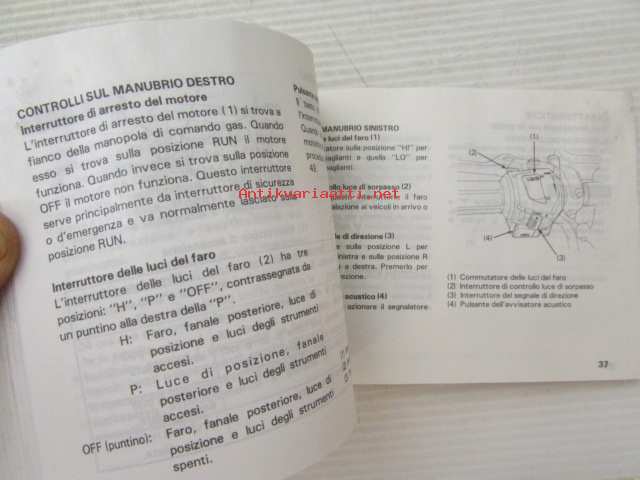 CONTROLLI SUL MANUBRIO DESTRO
Interruttore di arresto del motore
L'interruttore di arresto del motore (1) si trova a
fianco della manopola di comando gas. Quando
esso si trova sulla posizione RUN il motore
funziona. Quando invece si trova sulla posizione
OFF il motore non funziona. Questo interruttore
serve principalmente da interruttore di sicurezza
o d'emergenza e va normalmente lasciato sulla
posizione RUN.
Interruttore delle luci del faro
L'interruttore delle luci del faro (2) ha tre
posizioni: "H", "P" e "OFF", contrassegnata da
un puntino alla destra della "P".
H: Faro, fanale posteriore, luce di
posizione e luci degli strumenti
accesi.
P: Luce di posizione, fanale
posteriore e luci degli strumenti
accesi.
OFF (puntino): Faro, fanale posteriore, luce di
posizione e luci degli strumenti
spenti.
Antikvariaatti.net
MANUBRIO SINISTRO
luci del faro (1)
sulla posizione "HI" per
e quella "LO" per
luce di sorpasso (2)
il faro
ai veicoli in arrivo o
di direzione (3)
sulla posizione L per
e sulla posizione R
e destra. Premerlo per
acustico (4)
azionare il segnalatore
(1)
(2)
(4)
(3)
(1) Commutatore delle luci del faro
(2) Interruttore di controllo luce di sorpasso
(3) Interruttore del segnale di direzione
(4) Pulsante dell'avvisatore acustico
37